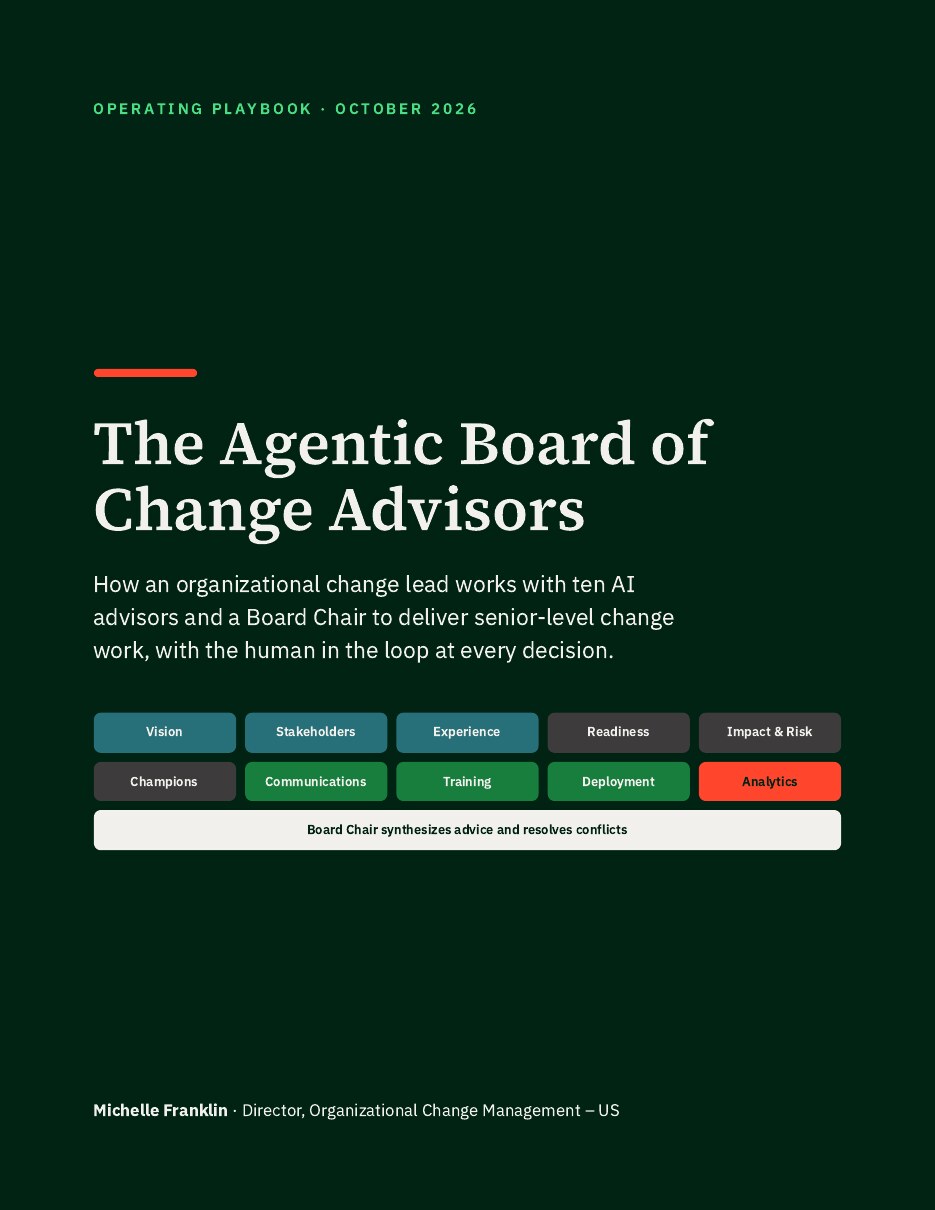 OPERATING PLAYBOOK · OCTOBER 2026
The Agentic Board of
Change Advisors
How an organizational change lead works with ten AI
advisors and a Board Chair to deliver senior-level change
work, with the human in the loop at every decision.
Vision Stakeholders Experience Readiness Impact & Risk
Champions Communications Training Deployment Analytics
Board Chair synthesizes advice and resolves conflicts
Michelle Franklin · Director, Organizational Change Management – US